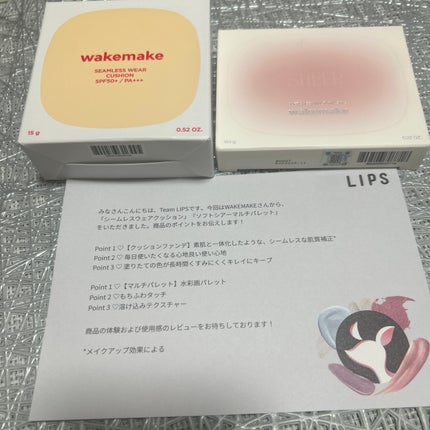 wakemake
SEAMLESS WEAR
CUSHION
SPF50+ / PA+++
15 g
0.52 OZ.
SHEER
wakemake
LIPS
みなさんこんにちは、Team LIPSです。今回はWAKEMAKEさんから、
「シームレスウェアクッション」「ソフトシアーマルチパレット」
をいただきました。商品のポイントをお伝えします！
Point 1♡【クッションファンデ】素肌と一体化したような、シームレスな肌質補正*
Point 2♡毎日使いたくなる心地良い使い心地
Point 3♡塗りたての色が長時間くすみにくくキレイにキープ
Point 1♡【マルチパレット】水彩画パレット
Point 2♡もちふわタッチ
Point 3♡溶け込みテクスチャー
商品の体験および使用感のレビューをお待ちしております！
*メイクアップ効果による